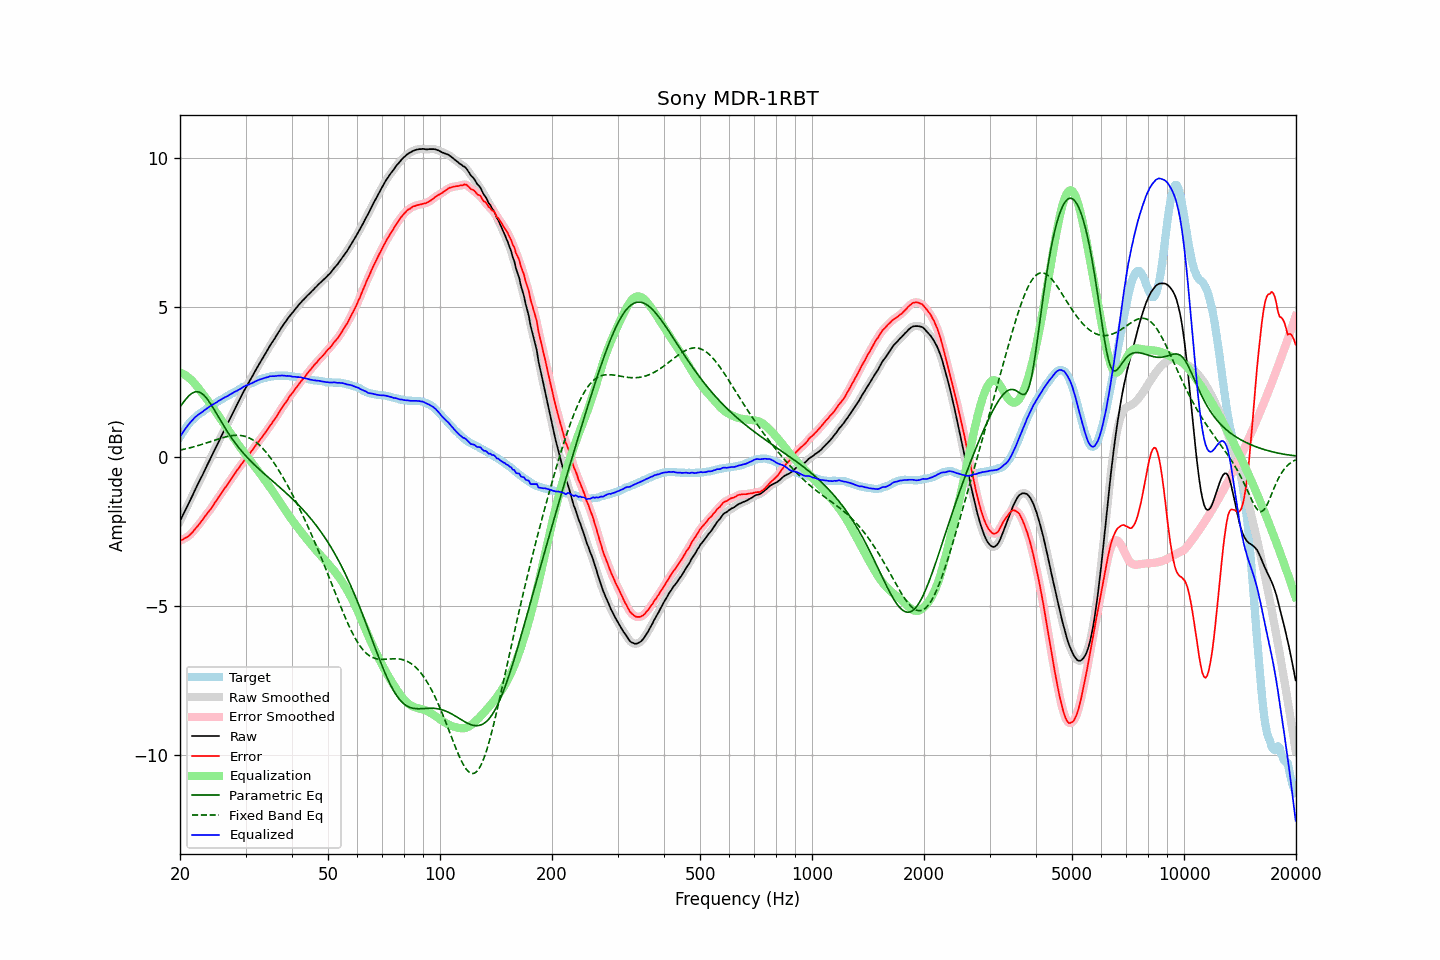 Sony MDR-1RBT
Amplitude (dBr)
10
5
0
−5
−10
Target
Raw Smoothed
Error Smoothed
Raw
Error
Equalization
Parametric Eq
Fixed Band Eq
Equalized
20 50 100 200 500 1000 2000 5000 10000 20000
Frequency (Hz)